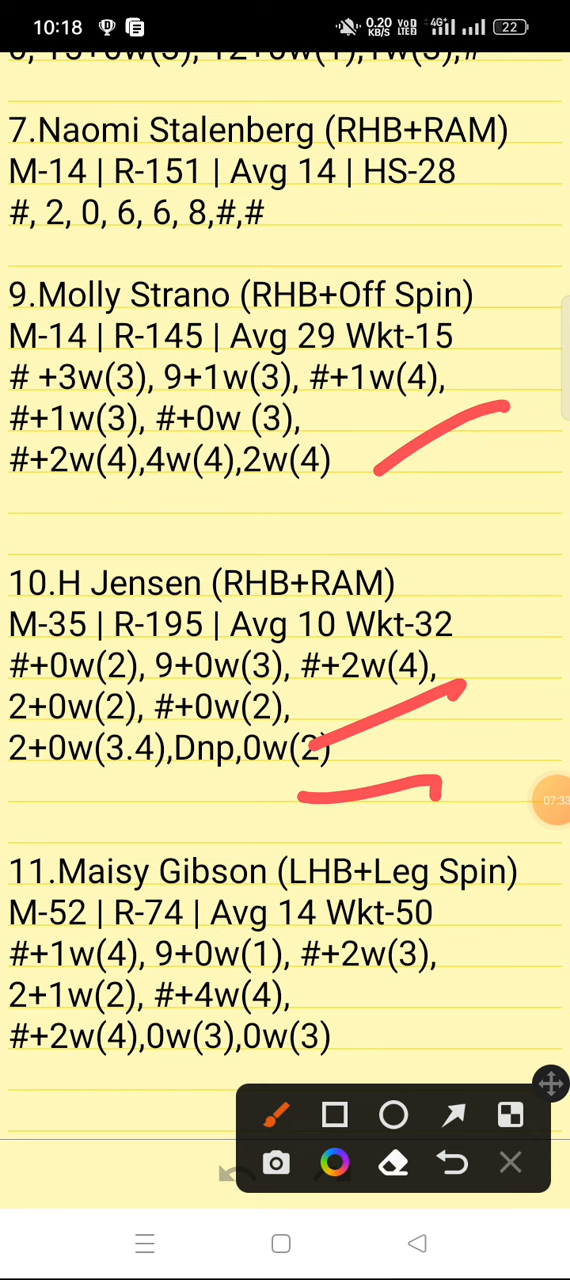 10:18
0.20 KB/S
VoD LTE2
4G+
22
7.Naomi Stalenberg (RHB+RAM)
M-14 | R-151 | Avg 14 | HS-28
#, 2, 0, 6, 6, 8,#,#
9.Molly Strano (RHB+Off Spin)
M-14 | R-145 | Avg 29 Wkt-15
# +3w(3), 9+1w(3), #+1w(4),
#+1w(3), #+0w (3),
#+2w(4),4w(4),2w(4)
10.H Jensen (RHB+RAM)
M-35 | R-195 | Avg 10 Wkt-32
#+0w(2), 9+0w(3), #+2w(4),
2+0w(2), #+0w(2),
2+0w(3.4),Dnp,0w(2)
07:33
11.Maisy Gibson (LHB+Leg Spin)
M-52 | R-74 | Avg 14 Wkt-50
#+1w(4), 9+0w(1), #+2w(3),
2+1w(2), #+4w(4),
#+2w(4),0w(3),0w(3)